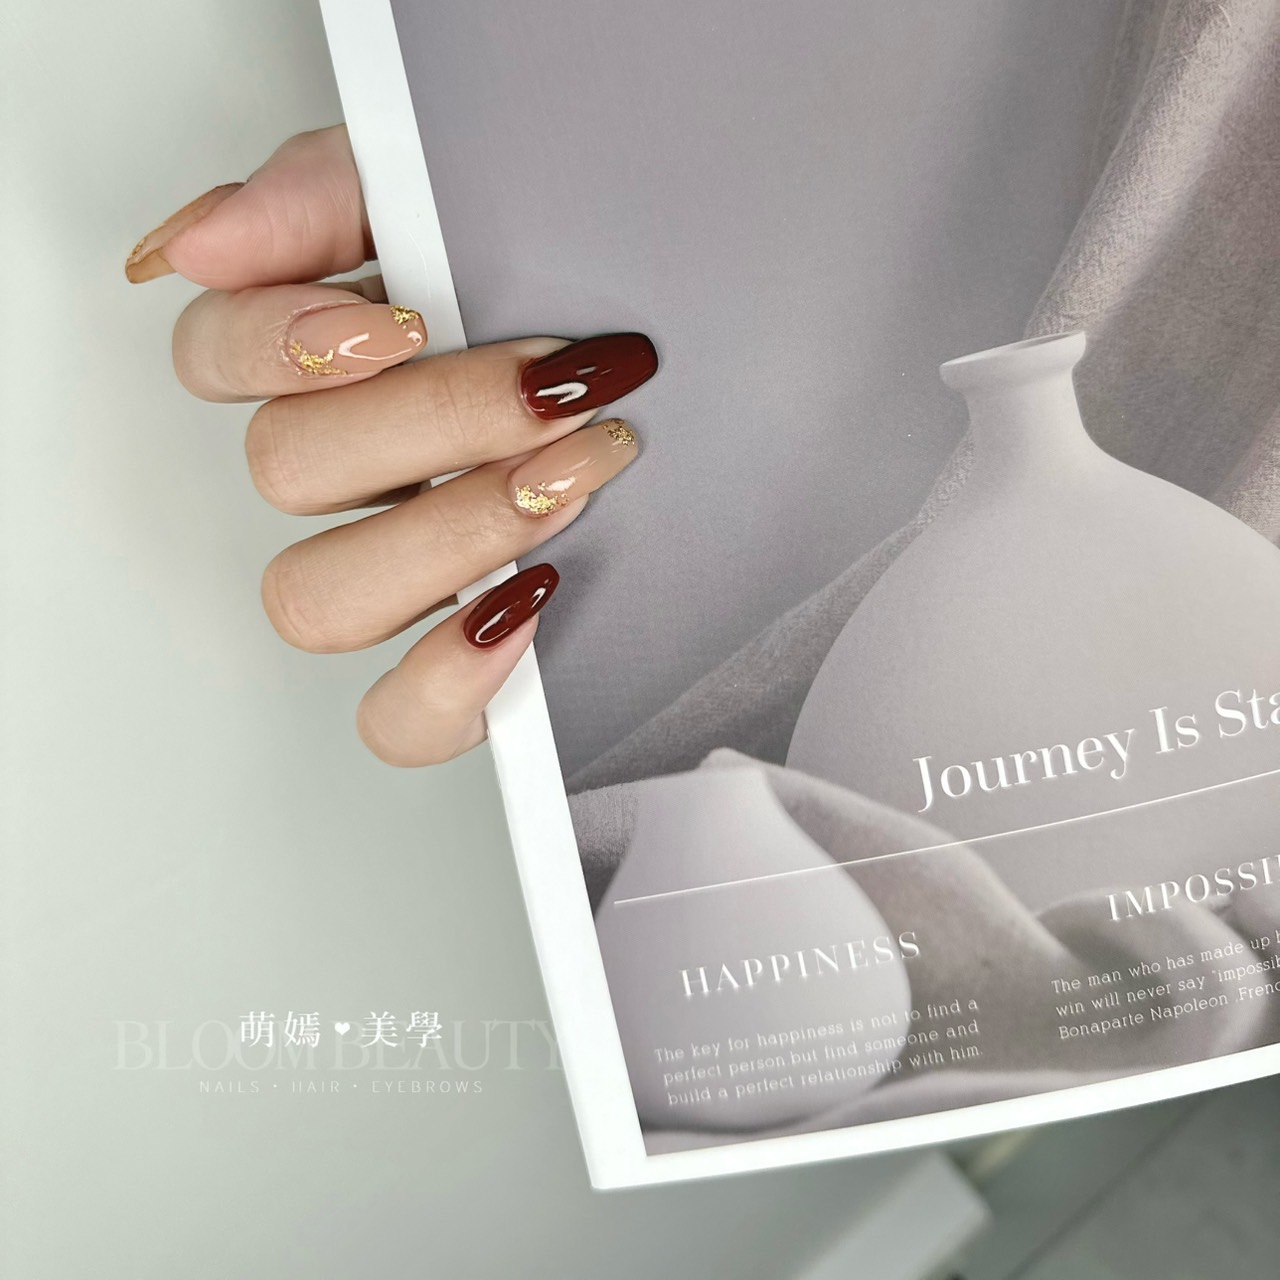 Journey Is Sta
HAPPINESS
The key for happiness is not to find a
perfect person but find someone and
build a perfect relationship with him.
IMPOSSI
The man who has made up
win will never say "impossib
Bonaparte Napoleon ,Frenc
萌嫣♥美學
BLOOM BEAUTY
NAILS · HAIR · EYEBROWS